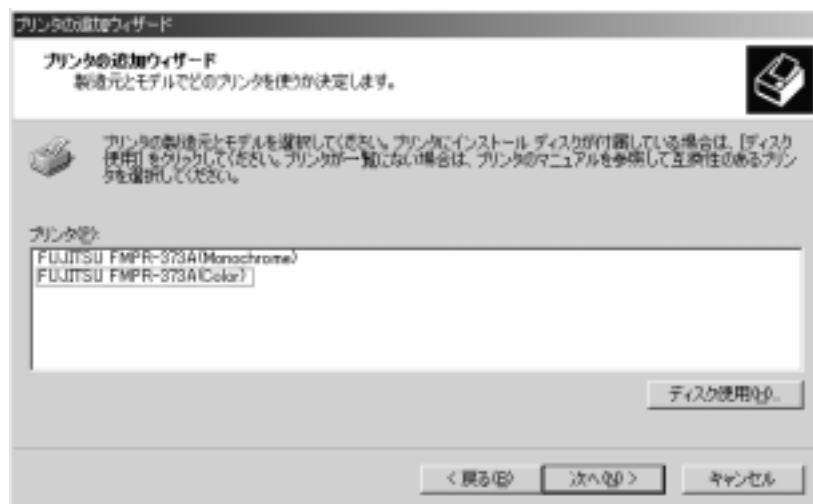 プリンタの追加ウィザード
プリンタの追加ウィザード
製造元とモデルでどのプリンタを使うか決定します。
プリンタの製造元とモデルを選択してください。プリンタにインストール ディスクが付属している場合は、[ディスク
使用] をクリックしてください。プリンタが一覧にない場合は、プリンタのマニュアルを参照して互換性のあるプリン
タを選択してください。
プリンタ(P):
FUJITSU FMPR-373A(Monochrome)
FUJITSU FMPR-373A(Color)
ディスク使用(H)...
< 戻る(B)
次へ(N) >
キャンセル